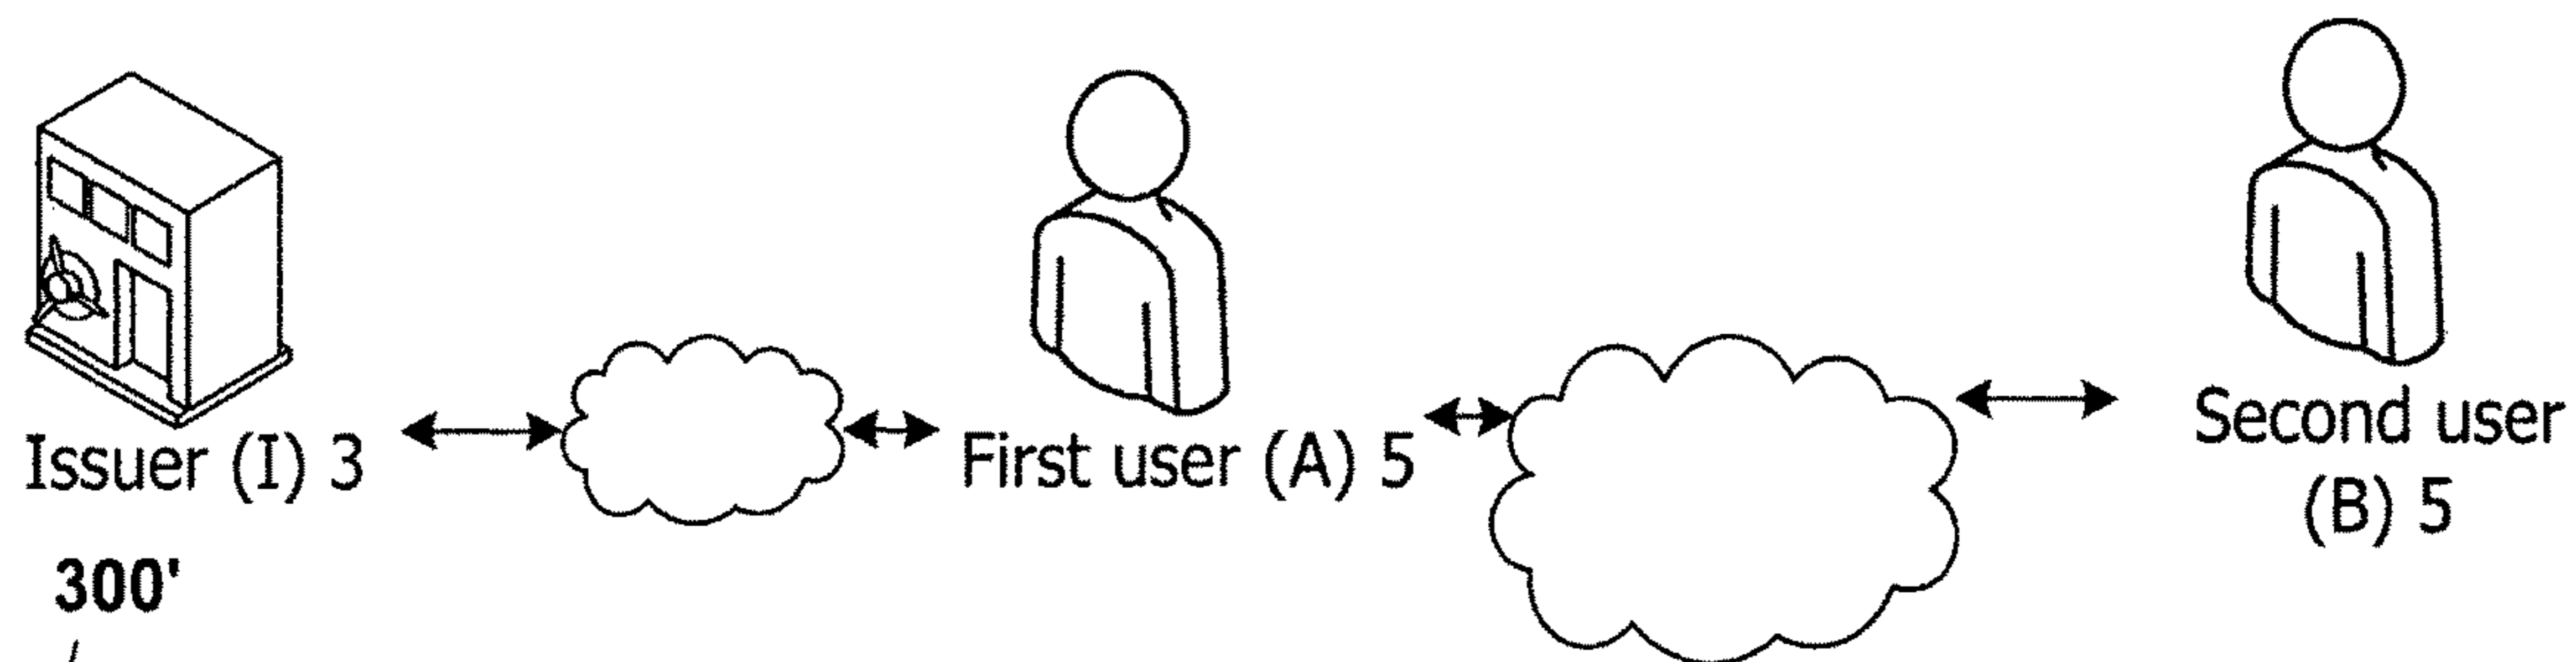 Issuer (I) 3
First user (A) 5
Second user
(B) 5
300'